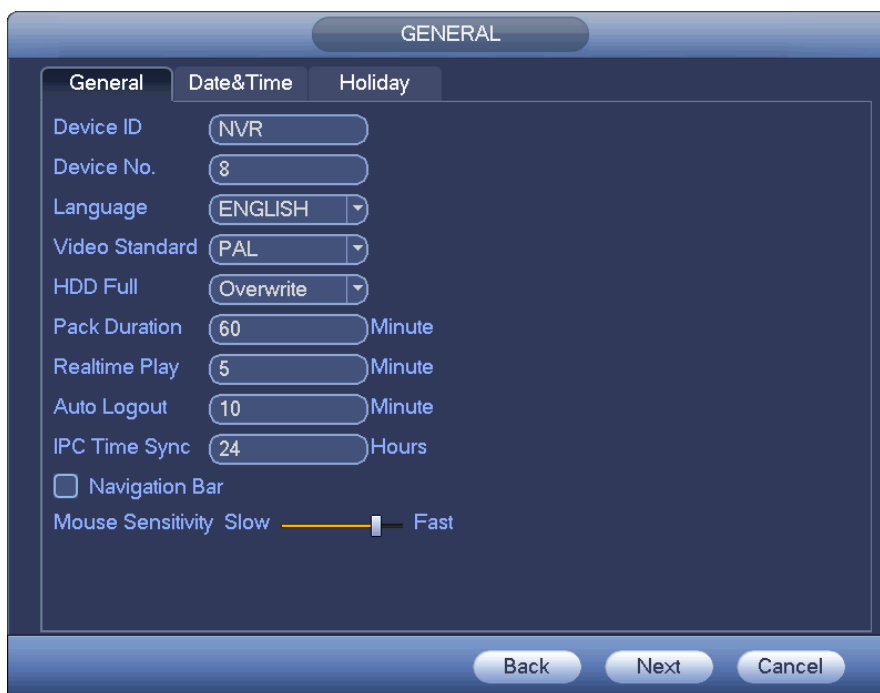 GENERAL
General Date&Time Holiday
Device ID NVR
Device No. 8
Language ENGLISH
Video Standard PAL
HDD Full Overwrite
Pack Duration 60 Minute
Realtime Play 5 Minute
Auto Logout 10 Minute
IPC Time Sync 24 Hours
Navigation Bar
Mouse Sensitivity Slow Fast
Back Next Cancel